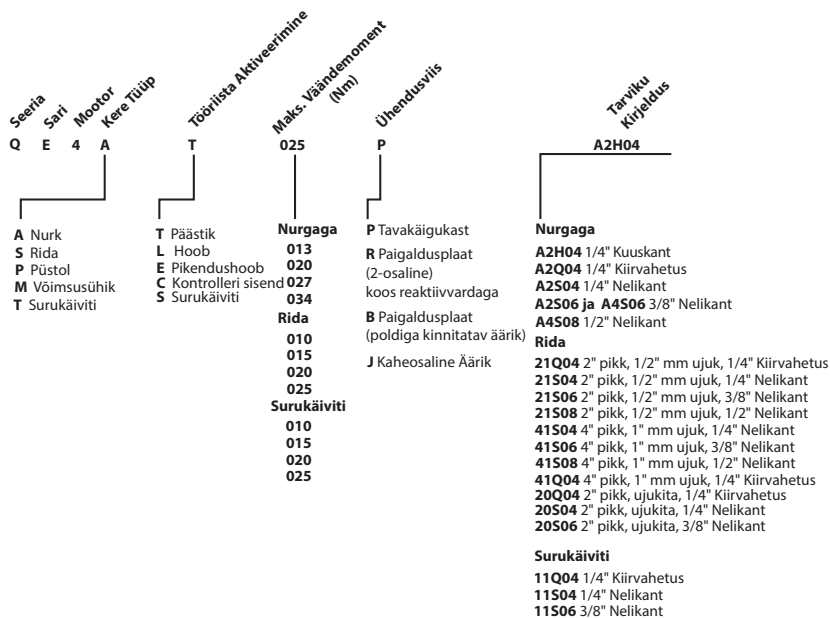 Seeria
Sari
Mootor
Kere Tüüp
Tööriista Aktiveerimine
Maks. Väändemoment
(Nm)
Ühendusviis
Tarviku
Kirjeldus
Q E 4 A T 025 P A2H04
A Nurk
S Rida
P Püstol
M Võimsusühik
T Surukäiviti
T Päästik
L Hoob
E Pikendushoob
C Kontrolleri sisend
S Surukäiviti
Nurgaga
013
020
027
034
Rida
010
015
020
025
Surukäiviti
010
015
020
025
P Tavakäigukast
R Paigaldusplaat
(2-osaline)
koos reaktiivvardaga
B Paigaldusplaat
(poldiga kinnitatav äärik)
J Kaheosaline Äärik
Nurgaga
A2H04 1/4" Kuuskant
A2Q04 1/4" Kiirvahetus
A2S04 1/4" Nelikant
A2S06 ja A4S06 3/8" Nelikant
A4S08 1/2" Nelikant
Rida
21Q04 2" pikk, 1/2" mm ujuk, 1/4" Kiirvahetus
21S04 2" pikk, 1/2" mm ujuk, 1/4" Nelikant
21S06 2" pikk, 1/2" mm ujuk, 3/8" Nelikant
21S08 2" pikk, 1/2" mm ujuk, 1/2" Nelikant
41S04 4" pikk, 1" mm ujuk, 1/4" Nelikant
41S06 4" pikk, 1" mm ujuk, 3/8" Nelikant
41S08 4" pikk, 1" mm ujuk, 1/2" Nelikant
41Q04 4" pikk, 1" mm ujuk, 1/4" Kiirvahetus
20Q04 2" pikk, ujukita, 1/4" Kiirvahetus
20S04 2" pikk, ujukita, 1/4" Nelikant
20S06 2" pikk, ujukita, 3/8" Nelikant
Surukäiviti
11Q04 1/4" Kiirvahetus
11S04 1/4" Nelikant
11S06 3/8" Nelikant